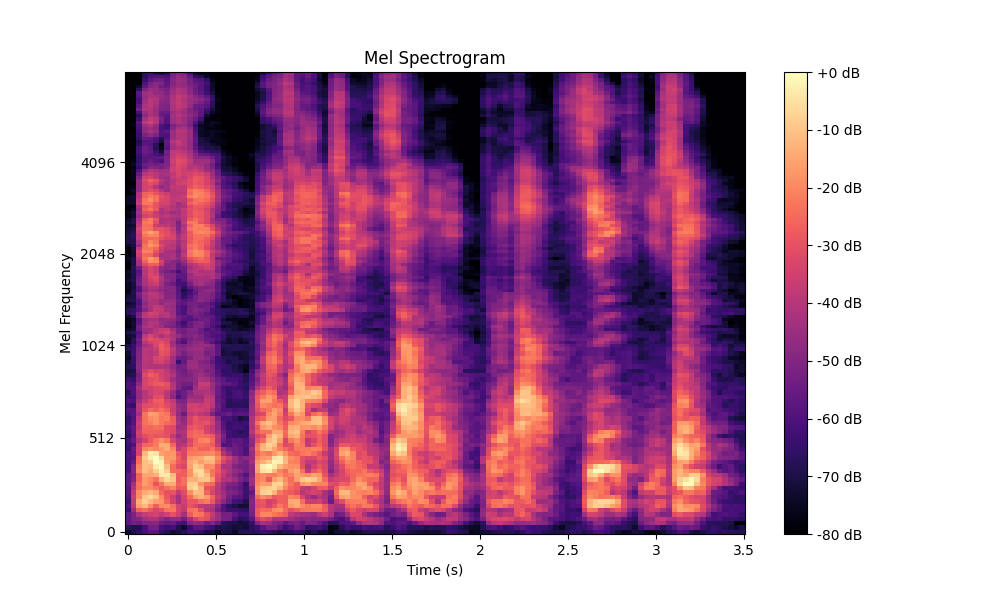 Mel Spectrogram
+0 dB
-10 dB
-20 dB
-30 dB
-40 dB
-50 dB
-60 dB
-70 dB
-80 dB
Mel Frequency
4096
2048
1024
512
0
0 0.5 1 1.5 2 2.5 3 3.5
Time (s)